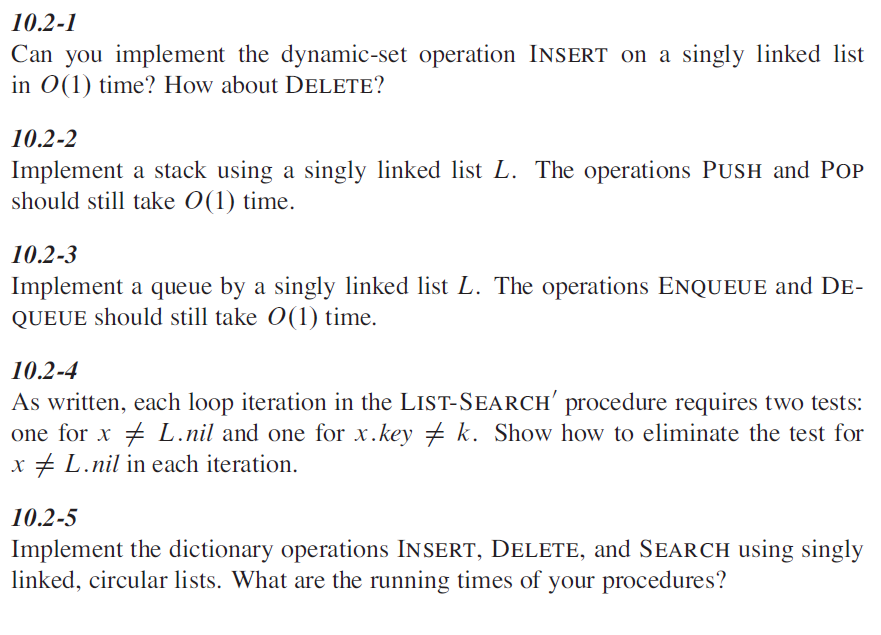 10.2-1
Can you implement the dynamic-set operation INSERT on a singly linked list
in O(1) time? How about DELETE?
10.2-2
Implement a stack using a singly linked list L. The operations PUSH and POP
should still take O(1) time.
10.2-3
Implement a queue by a singly linked list L. The operations ENQUEUE and DE-
QUEUE should still take O(1) time.
10.2-4
As written, each loop iteration in the LIST-SEARCH′ procedure requires two tests:
one for x ≠ L.nil and one for x.key ≠ k. Show how to eliminate the test for
x ≠ L.nil in each iteration.
10.2-5
Implement the dictionary operations INSERT, DELETE, and SEARCH using singly
linked, circular lists. What are the running times of your procedures?